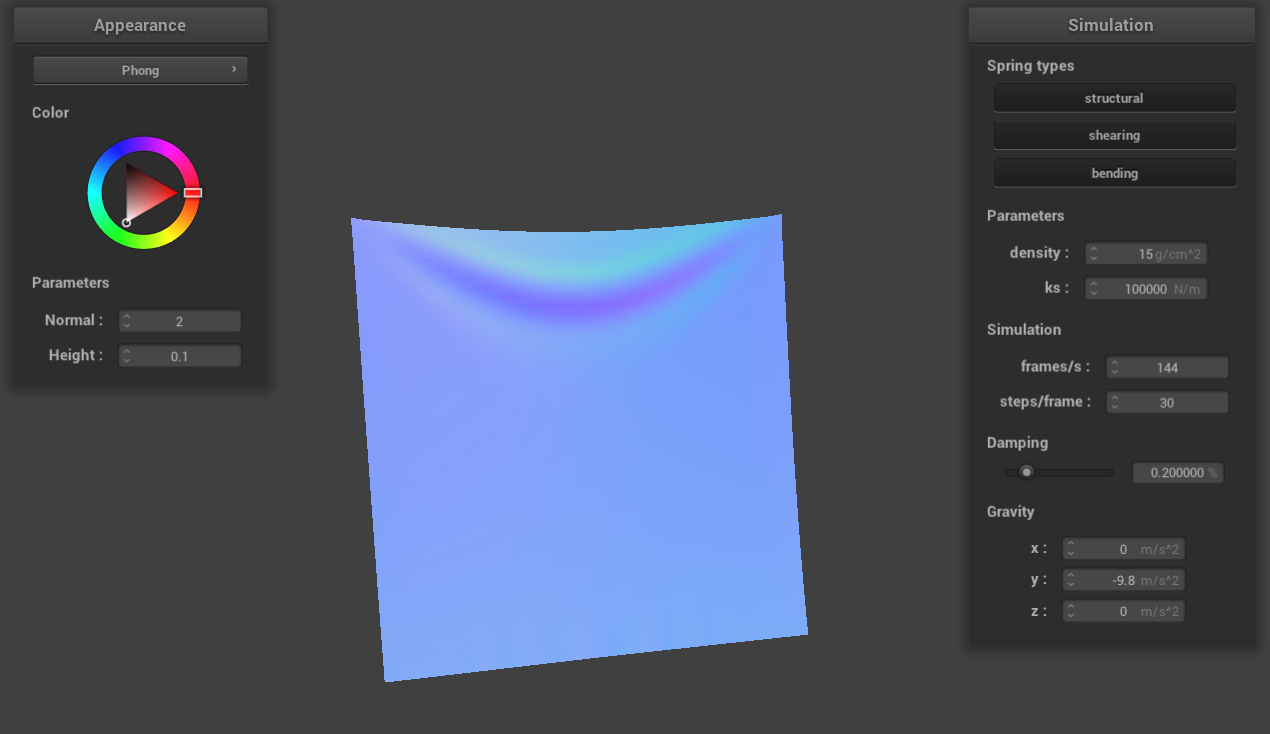 Appearance
Phong
Color
Parameters
Normal : 2
Height : 0.1
Simulation
Spring types
structural
shearing
bending
Parameters
density : 15 g/cm^2
ks : 100000 N/m
Simulation
frames/s : 144
steps/frame : 30
Damping
0.200000 %
Gravity
x : 0 m/s^2
y : -9.8 m/s^2
z : 0 m/s^2